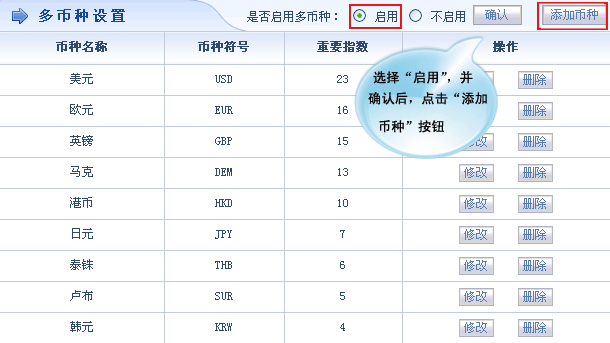 多币种设置 是否启用多币种： 启用 不启用 确认 添加币种
币种名称 币种符号 重要指数 操作
美元 USD 23 删除
欧元 EUR 16 删除
英镑 GBP 15 修改 删除
马克 DEM 13 修改 删除
港币 HKD 10 修改 删除
日元 JPY 7 修改 删除
泰铢 THB 6 修改 删除
卢布 SUR 5 修改 删除
韩元 KRW 4 修改 删除
选择“启用”，并
确认后，点击“添加
币种”按钮